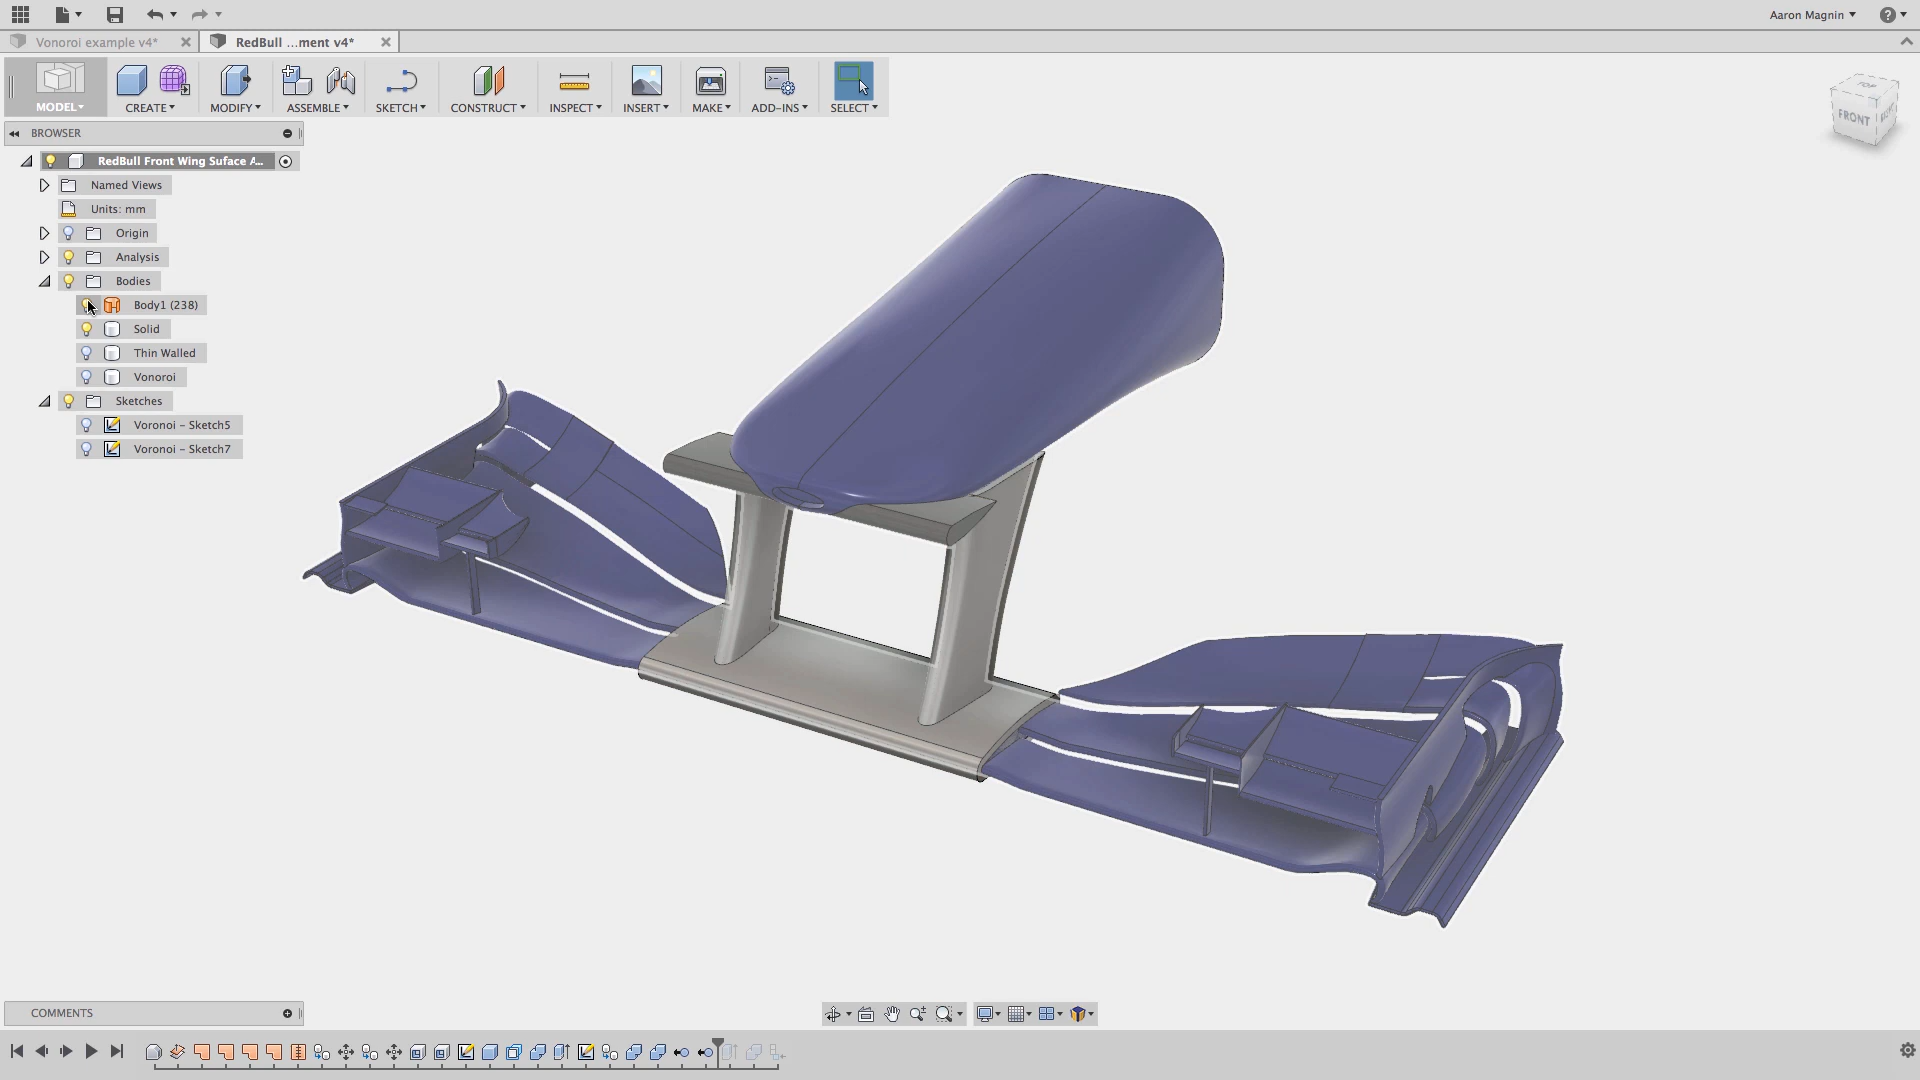 Aaron Magnin
Vonoroi example v4*
RedBull ...ment v4*
MODEL
CREATE
MODIFY
ASSEMBLE
SKETCH
CONSTRUCT
INSPECT
INSERT
MAKE
ADD-INS
SELECT
TOP
FRONT
BROWSER
RedBull Front Wing Suface A...
Named Views
Units: mm
Origin
Analysis
Bodies
Body1 (238)
Solid
Thin Walled
Vonoroi
Sketches
Voronoi - Sketch5
Voronoi - Sketch7
COMMENTS